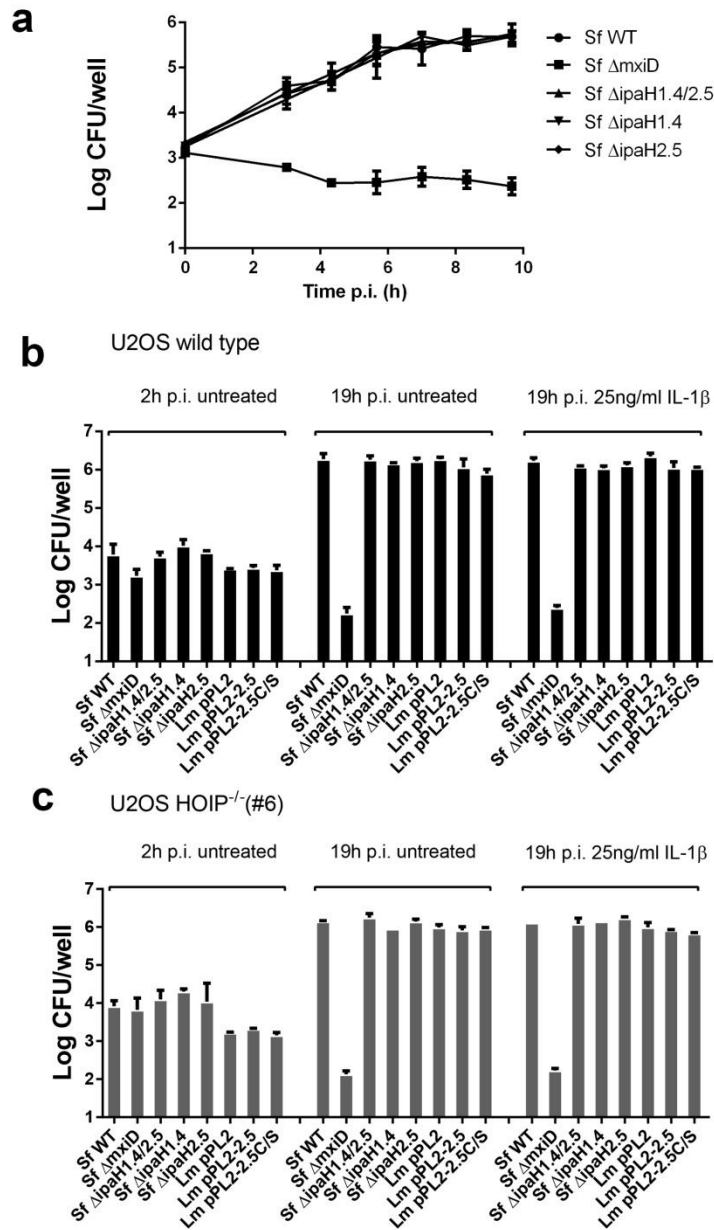 a
Log CFU/well
6
5
4
3
2
1
0 2 4 6 8 10
Time p.i. (h)
Sf WT
Sf ΔmxiD
Sf ΔipaH1.4/2.5
Sf ΔipaH1.4
Sf ΔipaH2.5
b
U2OS wild type
2h p.i. untreated
19h p.i. untreated
19h p.i. 25ng/ml IL-1β
Log CFU/well
7
6
5
4
3
2
1
Sf WT
Sf ΔmxiD
Sf ΔipaH1.4/2.5
Sf ΔipaH1.4
Sf ΔipaH2.5
Lm pPL2
Lm pPL2-2.5
Lm pPL2-2.5C/S
Sf WT
Sf ΔmxiD
Sf ΔipaH1.4/2.5
Sf ΔipaH1.4
Sf ΔipaH2.5
Lm pPL2
Lm pPL2-2.5
Lm pPL2-2.5C/S
Sf WT
Sf ΔmxiD
Sf ΔipaH1.4/2.5
Sf ΔipaH1.4
Sf ΔipaH2.5
Lm pPL2
Lm pPL2-2.5
Lm pPL2-2.5C/S
c
U2OS HOIP-/-(#6)
2h p.i. untreated
19h p.i. untreated
19h p.i. 25ng/ml IL-1β
Log CFU/well
7
6
5
4
3
2
1
Sf WT
Sf ΔmxiD
Sf ΔipaH1.4/2.5
Sf ΔipaH1.4
Sf ΔipaH2.5
Lm pPL2
Lm pPL2-2.5
Lm pPL2-2.5C/S
Sf WT
Sf ΔmxiD
Sf ΔipaH1.4/2.5
Sf ΔipaH1.4
Sf ΔipaH2.5
Lm pPL2
Lm pPL2-2.5
Lm pPL2-2.5C/S
Sf WT
Sf ΔmxiD
Sf ΔipaH1.4/2.5
Sf ΔipaH1.4
Sf ΔipaH2.5
Lm pPL2
Lm pPL2-2.5
Lm pPL2-2.5C/S